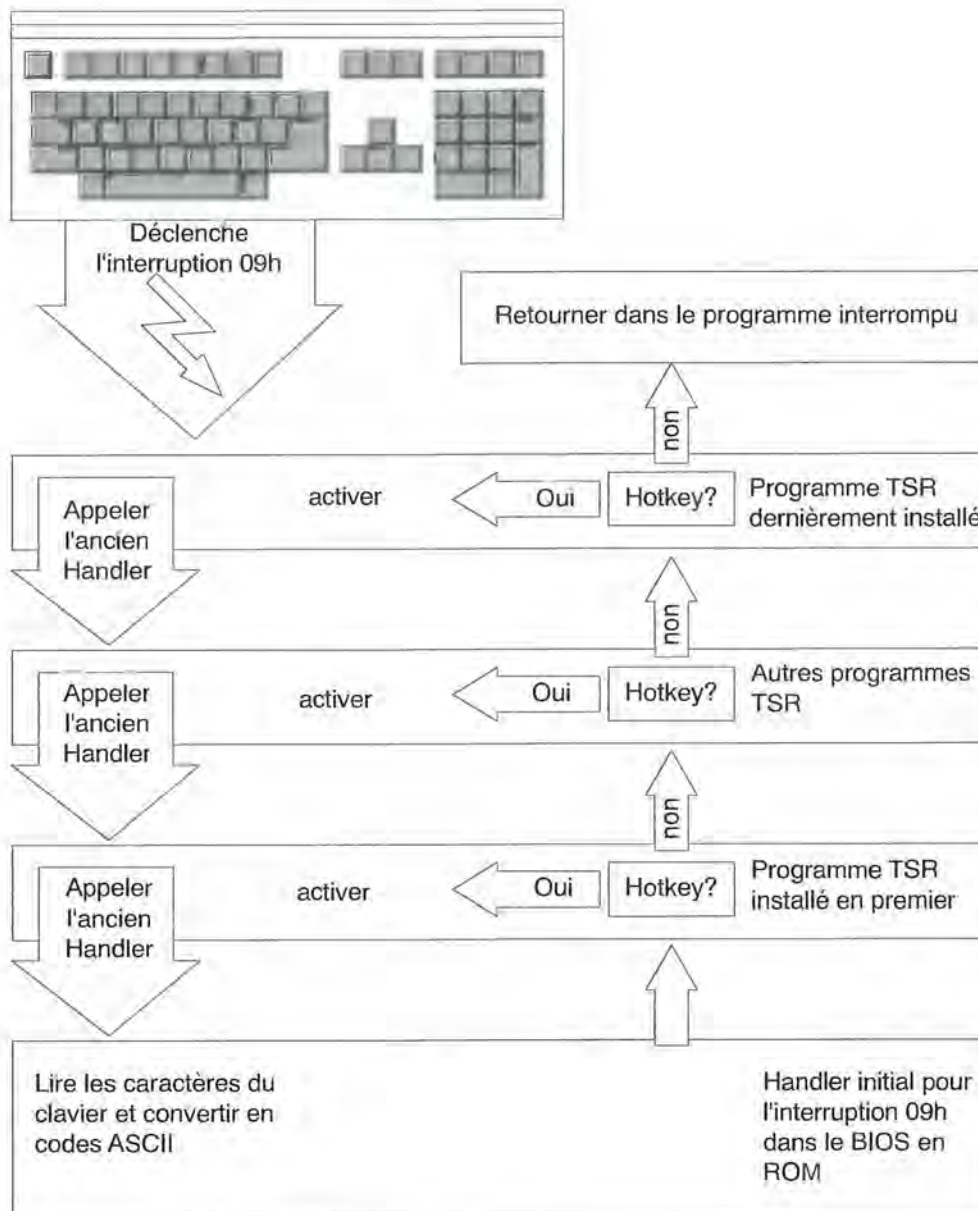 Déclenche
l'interruption 09h
Retourner dans le programme interrompu
non
Appeler
l'ancien
Handler
activer
Oui
Hotkey?
Programme TSR
dernièrement installé
non
Appeler
l'ancien
Handler
activer
Oui
Hotkey?
Autres programmes
TSR
non
Appeler
l'ancien
Handler
activer
Oui
Hotkey?
Programme TSR
installé en premier
Lire les caractères du
clavier et convertir en
codes ASCII
Handler initial pour
l'interruption 09h
dans le BIOS en
ROM